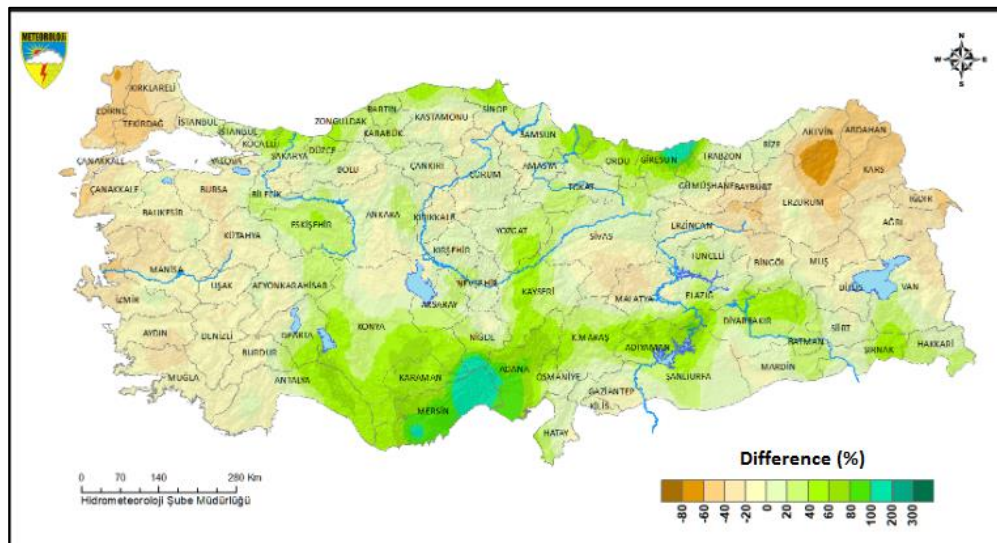 METEOROLOJİ
N
W E
S
KIRKLARELİ
EDİRNE
TEKİRDAĞ
İSTANBUL
İSTANBUL
KOCAELİ
YALOVA
SAKARYA
DÜZCE
ZONGULDAK
BARTIN
KARABÜK
KASTAMONU
SİNOP
SAMSUN
ORDU
GİRESUN
TRABZON
RİZE
ARTVİN
ARDAHAN
KARS
ÇANAKKALE
ÇANAKKALE
BURSA
BİLECİK
BOLU
ÇANKIRI
ÇORUM
AMASYA
TOKAT
GÜMÜŞHANE
BAYBURT
ERZURUM
IĞDIR
AĞRI
BALIKESİR
KÜTAHYA
ESKİŞEHİR
ANKARA
KIRIKKALE
YOZGAT
SİVAS
ERZİNCAN
TUNCELİ
BİNGÖL
MUŞ
KIRŞEHİR
MANİSA
UŞAK
AFYONKARAHİSAR
AKSARAY
NEVŞEHİR
KAYSERİ
MALATYA
ELAZIĞ
BİTLİS
VAN
İZMİR
AYDIN
DENİZLİ
ISPARTA
KONYA
NİĞDE
K.MARAŞ
ADIYAMAN
DİYARBAKIR
BATMAN
SİİRT
ŞIRNAK
HAKKARİ
BURDUR
MUĞLA
ANTALYA
KARAMAN
MERSİN
ADANA
OSMANİYE
GAZİANTEP
KİLİS
ŞANLIURFA
MARDİN
HATAY
0 70 140 280 Km
Hidrometeoroloji Şube Müdürlüğü
Difference (%)
-80 -60 -40 -20 0 20 40 60 80 100 200 300